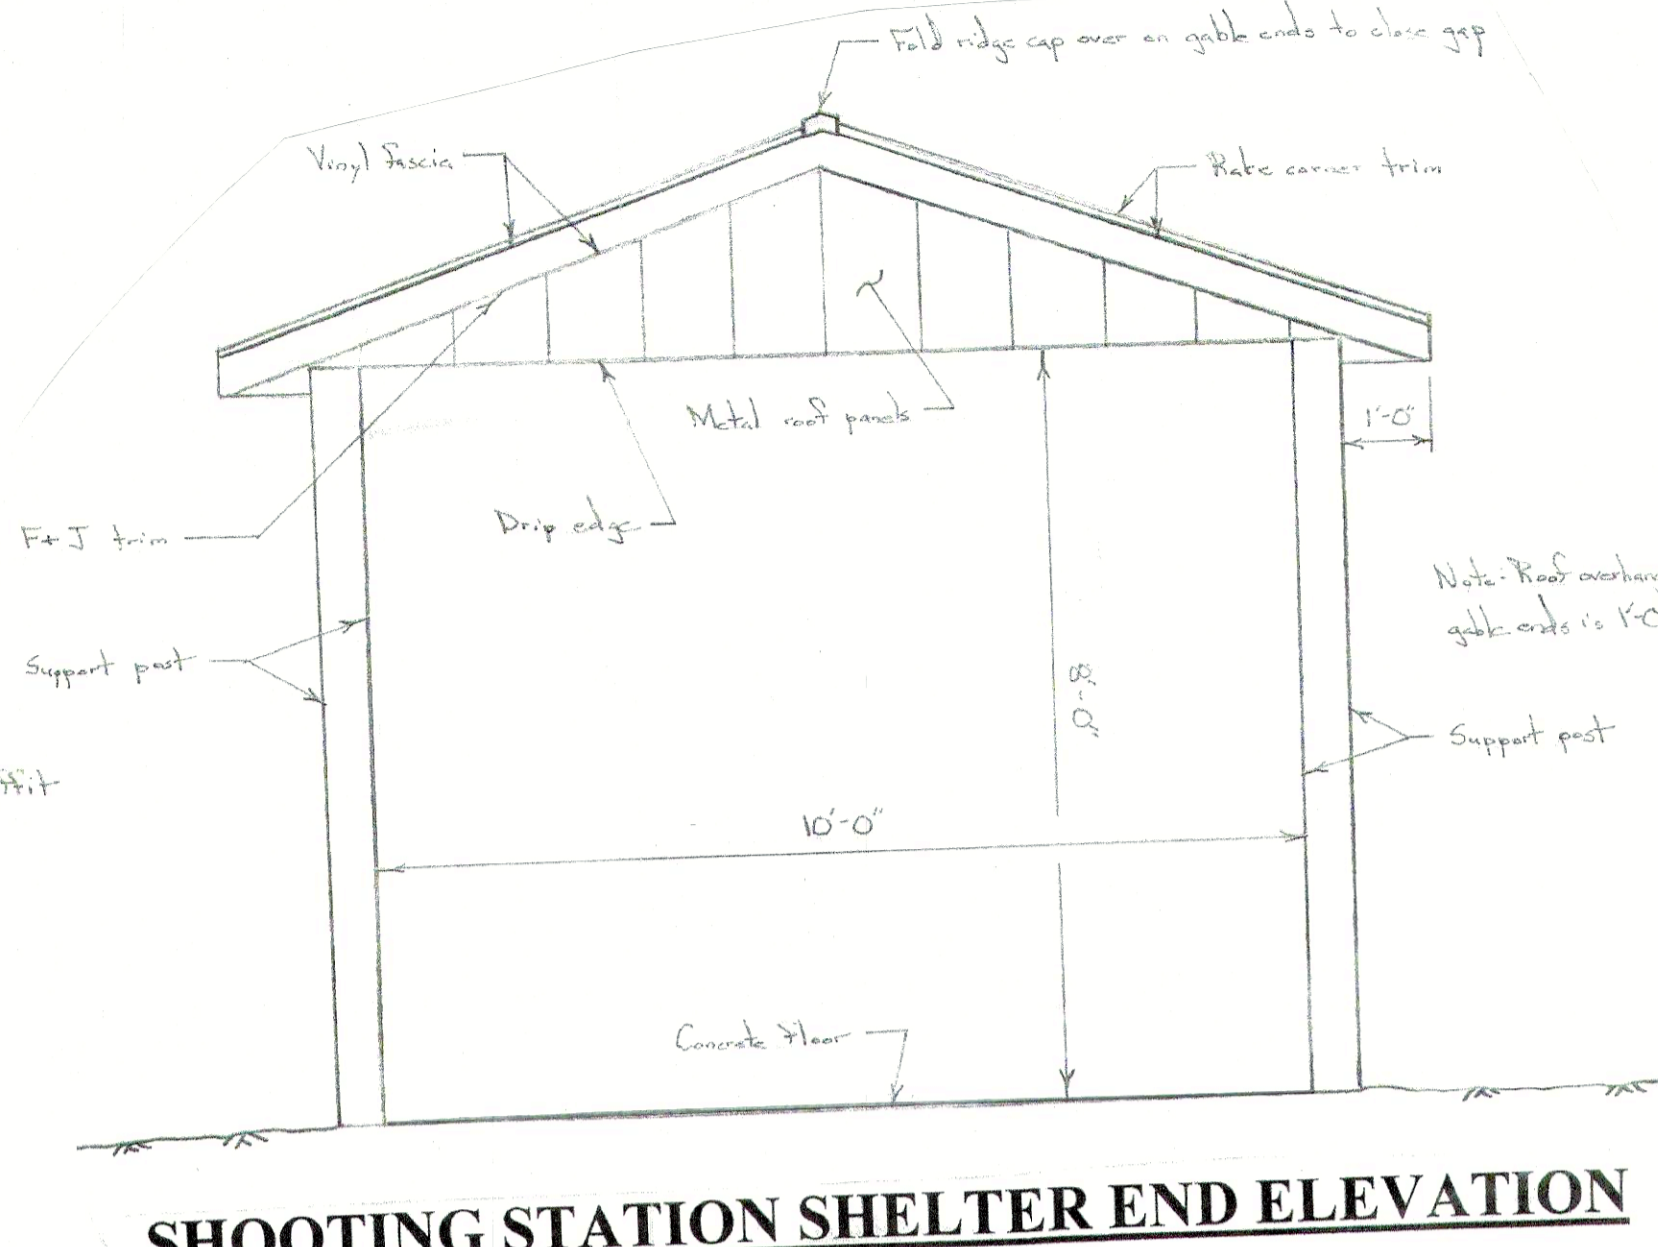 Fold ridge cap over on gable ends to close gap
Vinyl fascia
Rake corner trim
Metal roof panels
1'-0"
F+J trim
Drip edge
Note: Roof overhan
gable ends is 1'-0
Support post
8'-0"
Support post
ffit
10'-0"
Concrete Floor
SHOOTING STATION SHELTER END ELEVATION